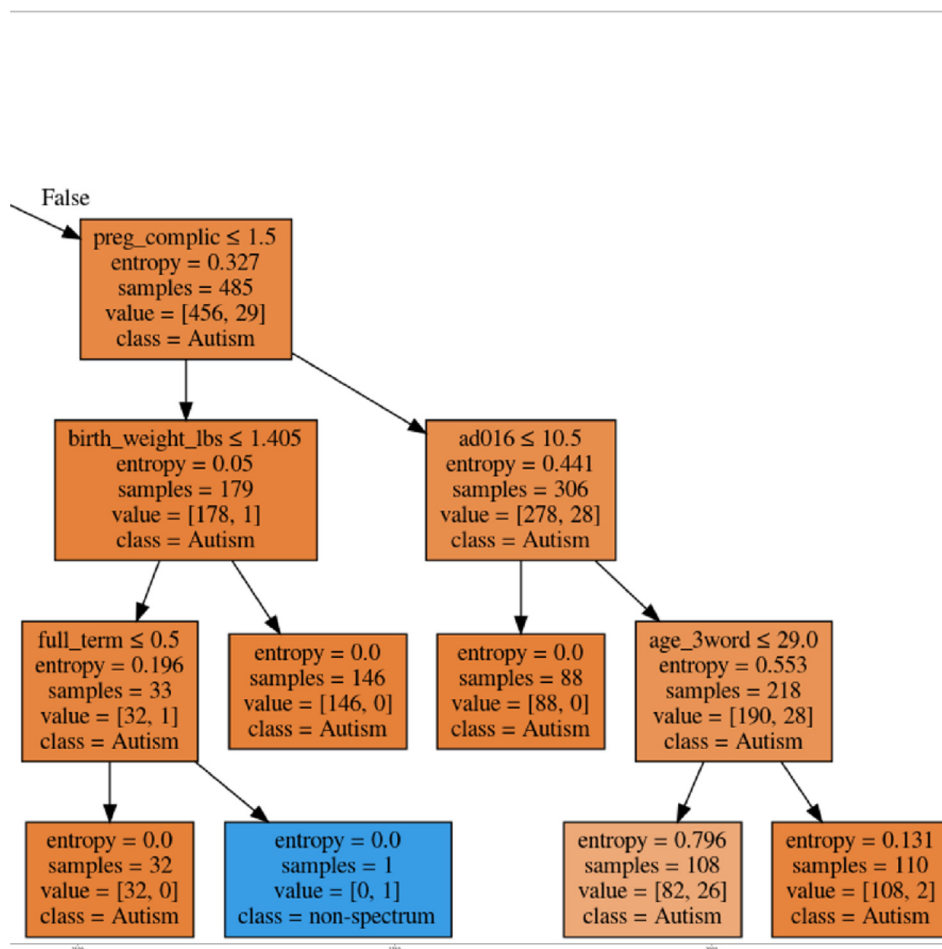 False
preg_complic ≤ 1.5
entropy = 0.327
samples = 485
value = [456, 29]
class = Autism
birth_weight_lbs ≤ 1.405
entropy = 0.05
samples = 179
value = [178, 1]
class = Autism
ad016 ≤ 10.5
entropy = 0.441
samples = 306
value = [278, 28]
class = Autism
full_term ≤ 0.5
entropy = 0.196
samples = 33
value = [32, 1]
class = Autism
entropy = 0.0
samples = 146
value = [146, 0]
class = Autism
entropy = 0.0
samples = 88
value = [88, 0]
class = Autism
age_3word ≤ 29.0
entropy = 0.553
samples = 218
value = [190, 28]
class = Autism
entropy = 0.0
samples = 32
value = [32, 0]
class = Autism
entropy = 0.0
samples = 1
value = [0, 1]
class = non-spectrum
entropy = 0.796
samples = 108
value = [82, 26]
class = Autism
entropy = 0.131
samples = 110
value = [108, 2]
class = Autism